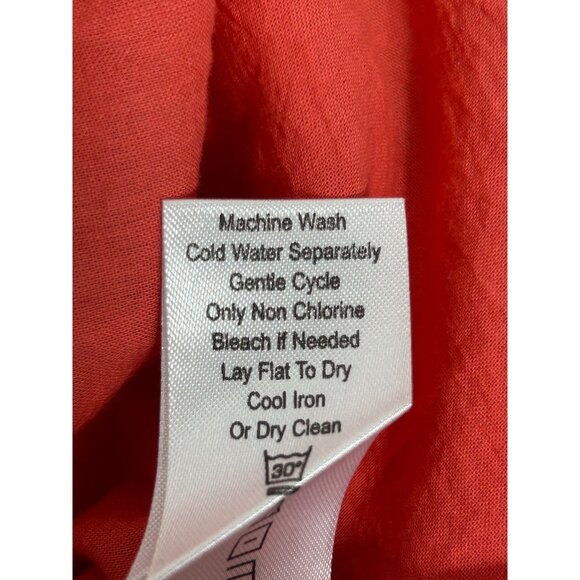 Machine Wash
Cold Water Separately
Gentle Cycle
Only Non Chlorine
Bleach if Needed
Lay Flat To Dry
Cool Iron
Or Dry Clean
30°